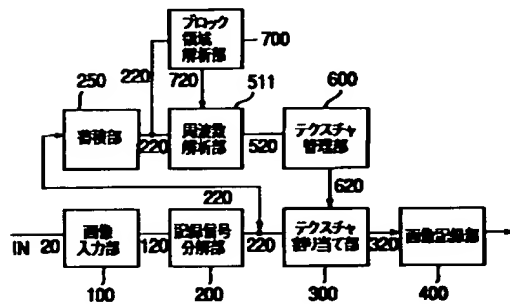 ブロック
領域
解析部
700
220
720
250
511
600
蓄積部
220
周波数
解析部
520
テクスチャ
管理部
220
620
IN
20
画像
入力部
120
記録信号
分解部
220
テクスチャ
割り当て部
320
画像記録部
100
200
300
400